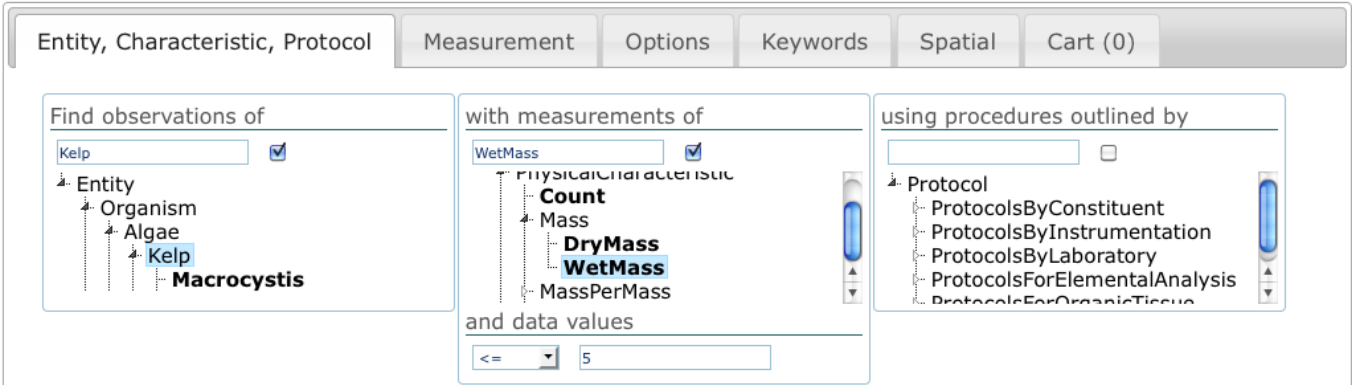 Entity, Characteristic, Protocol Measurement Options Keywords Spatial Cart (0)
Find observations of
Kelp
Entity
Organism
Algae
Kelp
Macrocystis
with measurements of
WetMass
PhysicalCharacteristic
Count
Mass
DryMass
WetMass
MassPerMass
and data values
<= 5
using procedures outlined by
Protocol
ProtocolsByConstituent
ProtocolsByInstrumentation
ProtocolsByLaboratory
ProtocolsForElementalAnalysis
ProtocolsForOrganicTissue